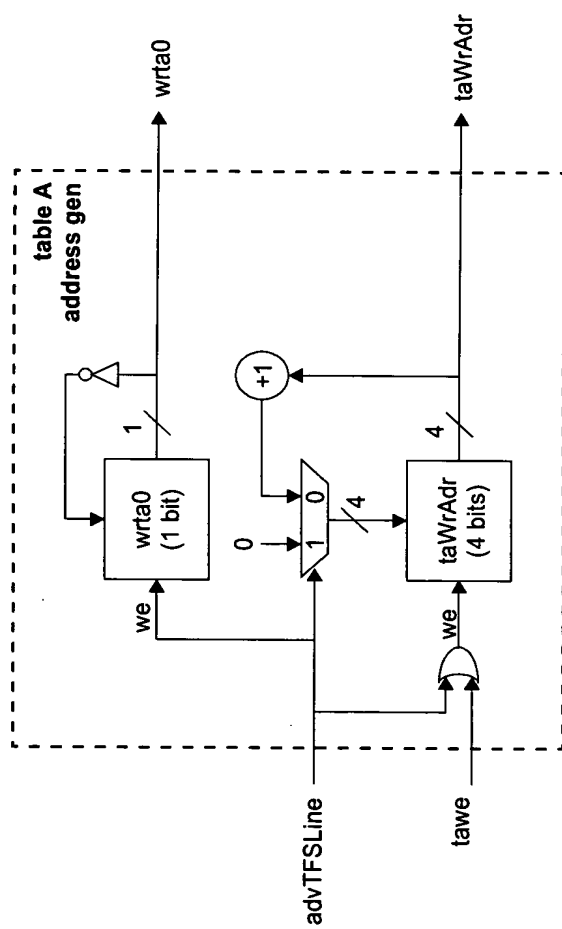 table A
address gen
wrta0
1
we
wrta0
(1 bit)
0
+1
1 0
4
advTFSLine
4
taWrAdr
we
taWrAdr
(4 bits)
tawe